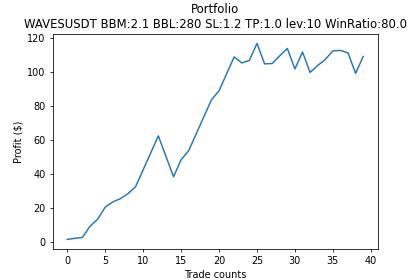 Portfolio
WAVESUSDT BBM:2.1 BBL:280 SL:1.2 TP:1.0 lev:10 WinRatio:80.0
120
100
80
60
40
20
0
Profit ($)
0 5 10 15 20 25 30 35 40
Trade counts